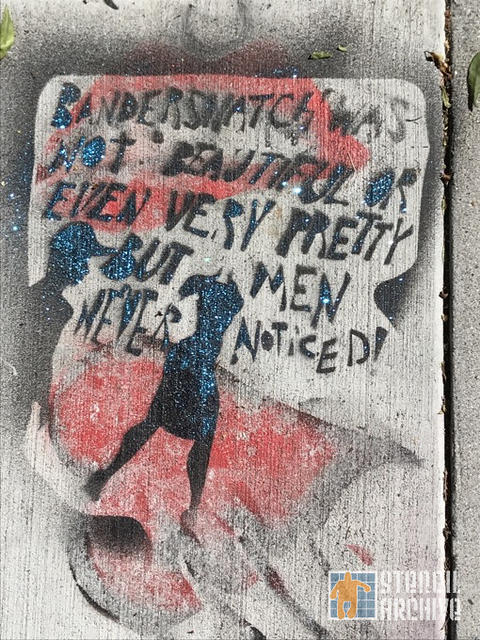 BANDERSNATCH WAS
NOT BEAUTIFUL OR
EVEN VERY PRETTY
BUT MEN
NEVER NOTICED!
STENCIL
ARCHIVE